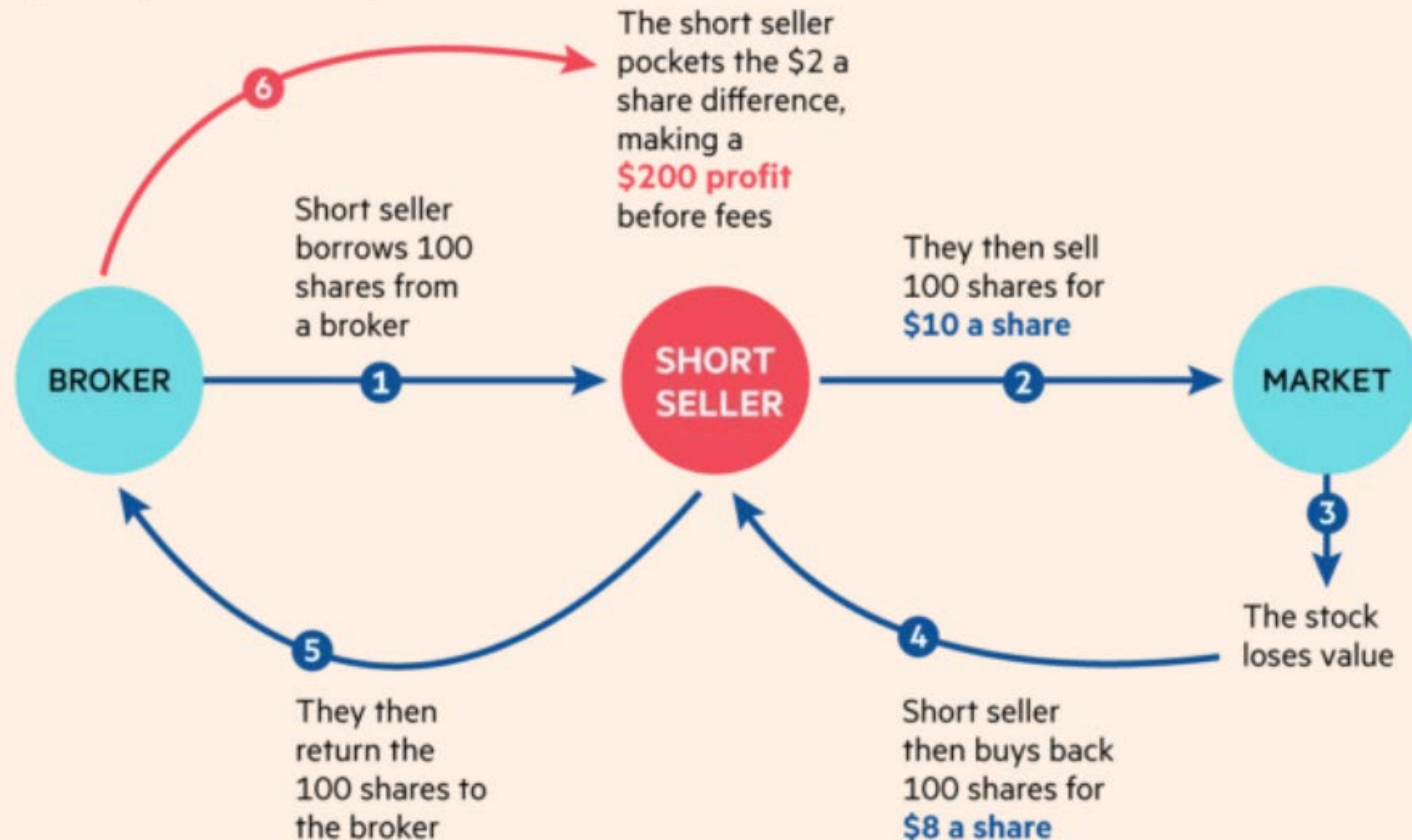 6
The short seller
pockets the $2 a
share difference,
making a
$200 profit
before fees
Short seller
borrows 100
shares from
a broker
They then sell
100 shares for
$10 a share
BROKER
1
SHORT
SELLER
2
MARKET
3
The stock
loses value
4
Short seller
then buys back
100 shares for
$8 a share
5
They then
return the
100 shares to
the broker